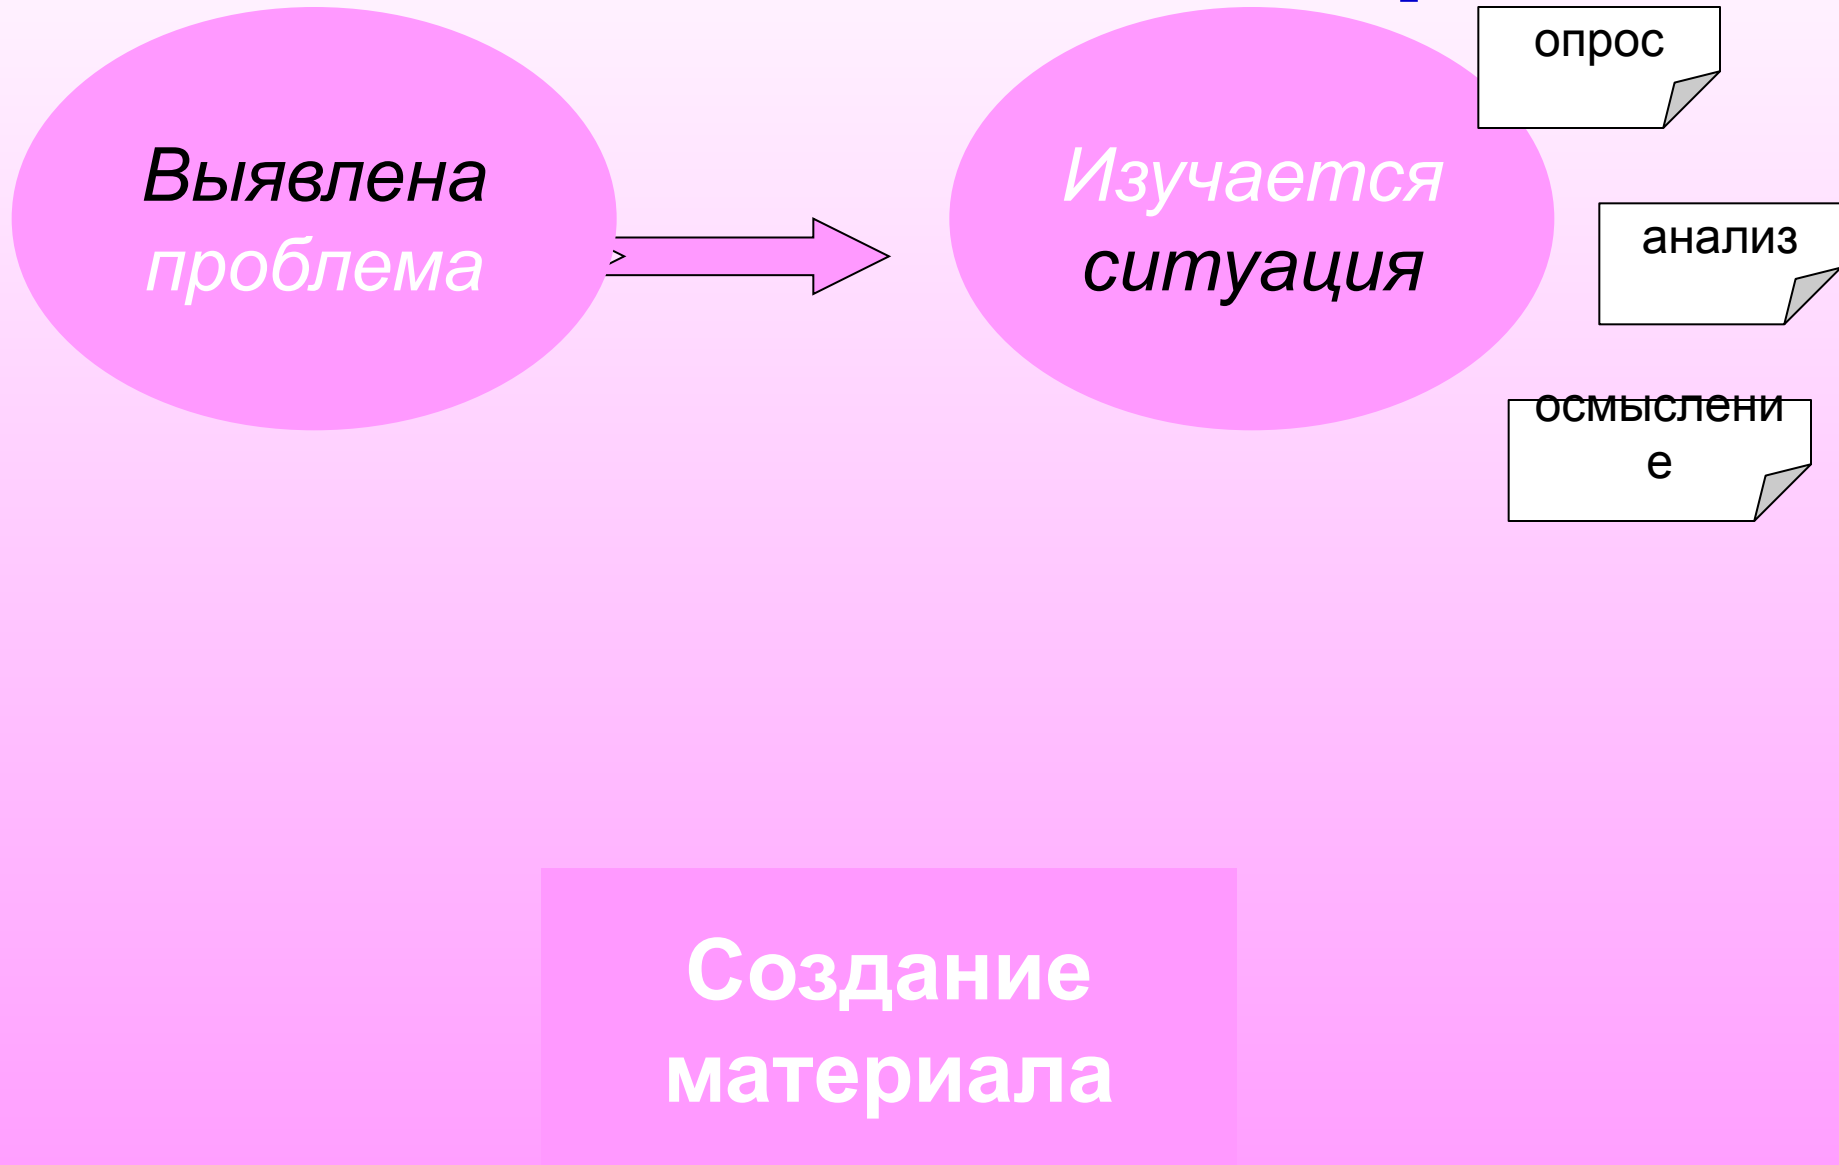 Выявлена
проблема
Изучается
ситуация
опрос
анализ
осмыслени
е
Создание
материала